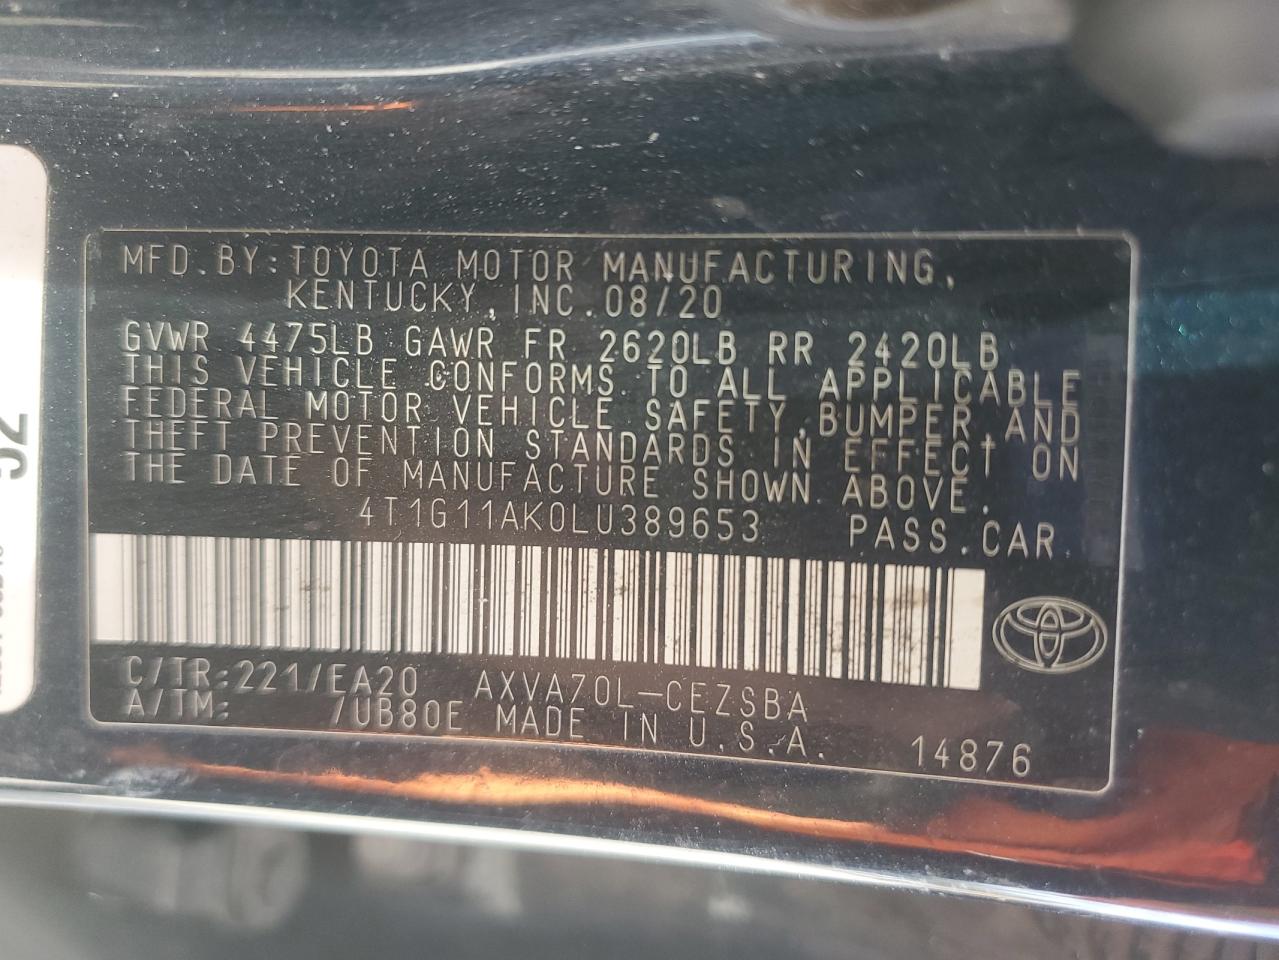 MFD. BY: TOYOTA MOTOR MANUFACTURING,
KENTUCKY, INC. 08/20
GVWR 4475LB GAWR FR 2620LB RR 2420LB
THIS VEHICLE CONFORMS TO ALL APPLICABLE
FEDERAL MOTOR VEHICLE SAFETY, BUMPER AND
THEFT PREVENTION STANDARDS IN EFFECT ON
THE DATE OF MANUFACTURE SHOWN ABOVE.
4T1G11AK0LU389653 PASS. CAR
C/TR: 221/EA20 AXVA70L-CEZSBA
A/TM: /UB80E MADE IN U.S.A. 14876
52